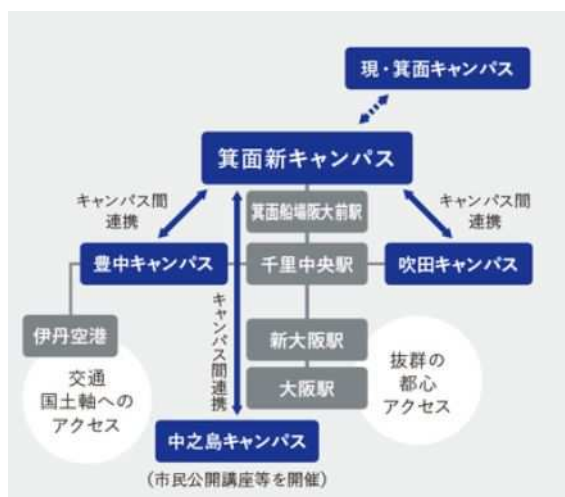 現・箕面キャンパス
箕面新キャンパス
キャンパス間
連携
箕面船場阪大前駅
キャンパス間
連携
豊中キャンパス
千里中央駅
吹田キャンパス
キャンパス間連携
伊丹空港
新大阪駅
大阪駅
交通
国土軸への
アクセス
抜群の
都心
アクセス
中之島キャンパス
(市民公開講座等を開催)